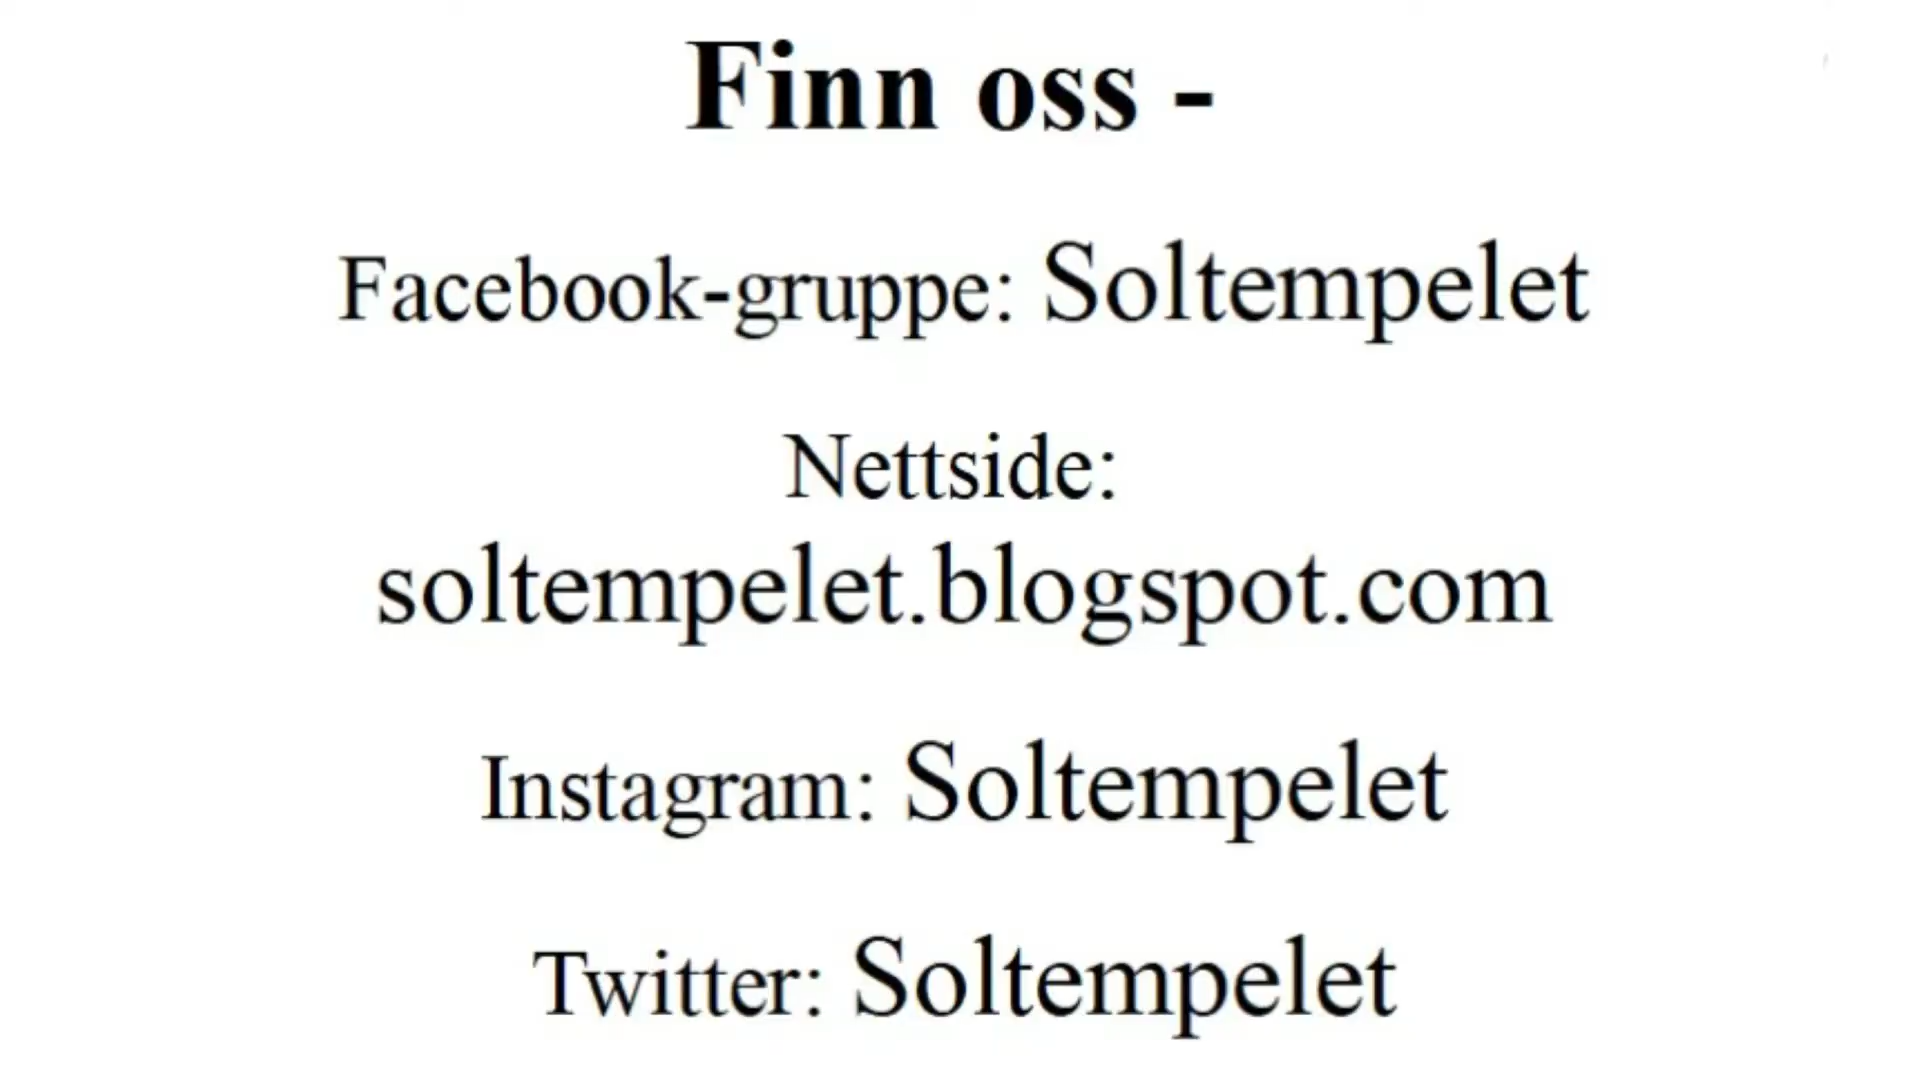 Finn oss -
Facebook-gruppe: Soltempelet
Nettside:
soltempelet.blogspot.com
Instagram: Soltempelet
Twitter: Soltempelet